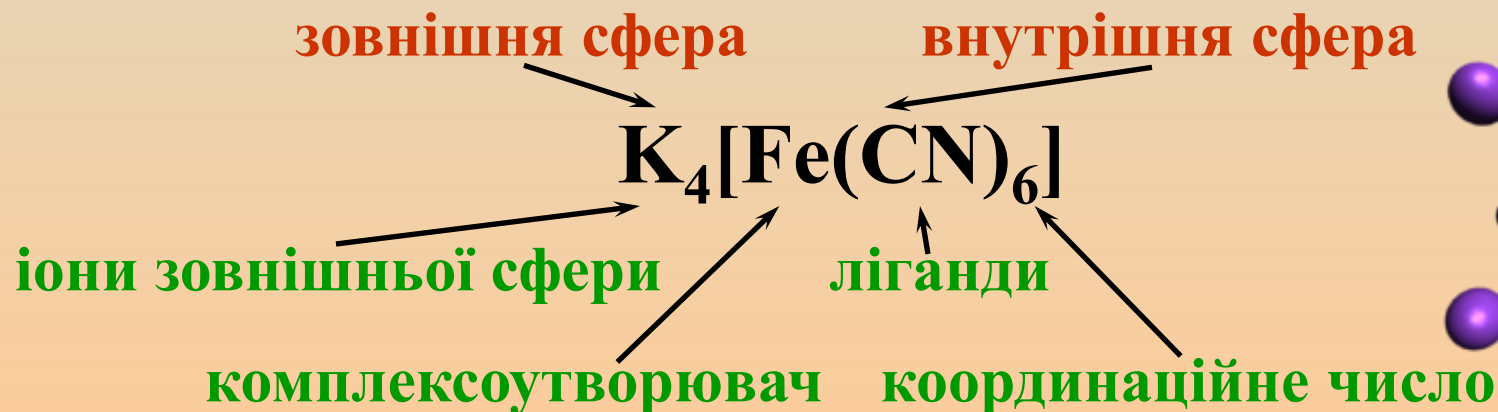 зовнішня сфера внутрішня сфера
K₄[Fe(CN)₆]
іони зовнішньої сфери ліганди
комплексоутворювач координаційне число